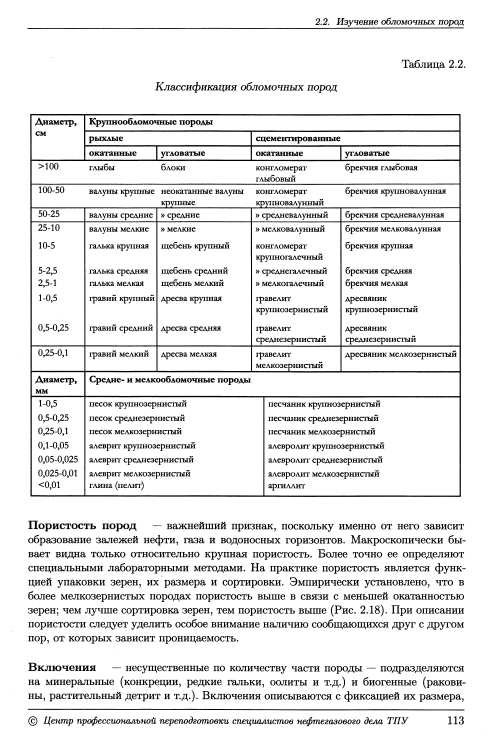 2.2. Изучение обломочных пород
Таблица 2.2.
Классификация обломочных пород
Диаметр, см Крупнообломочные породы
рыхлые сцементированные
окатанные угловатые окатанные угловатые
>100 глыбы блоки конгломерат глыбовый брекчия глыбовая
100-50 валуны крупные неокатанные валуны крупные конгломерат крупновалунный брекчия крупновалунная
50-25 валуны средние » средние » средневалунный брекчия средневалунная
25-10 валуны мелкие » мелкие » мелковалунный брекчия мелковалунная
10-5 галька крупная щебень крупный конгломерат крупногалечный брекчия крупная
5-2,5 галька средняя щебень средний » среднегалечный брекчия средняя
2,5-1 галька мелкая щебень мелкий » мелкогалечный брекчия мелкая
1-0,5 гравий крупный дресва крупная гравелит крупнозернистый дресвяник крупнозернистый
0,5-0,25 гравий средний дресва средняя гравелит среднезернистый дресвяник среднезернистый
0,25-0,1 гравий мелкий дресва мелкая гравелит мелкозернистый дресвяник мелкозернистый
Диаметр, мм Средне- и мелкообломочные породы
1-0,5 песок крупнозернистый песчаник крупнозернистый
0,5-0,25 песок среднезернистый песчаник среднезернистый
0,25-0,1 песок мелкозернистый песчаник мелкозернистый
0,1-0,05 алеврит крупнозернистый алевролит крупнозернистый
0,05-0,025 алеврит среднезернистый алевролит среднезернистый
0,025-0,01 алеврит мелкозернистый алевролит мелкозернистый
<0,01 глина (пелит) аргиллит
Пористость пород — важнейший признак, поскольку именно от него зависит
образование залежей нефти, газа и водоносных горизонтов. Макроскопически бы-
вает видна только относительно крупная пористость. Более точно ее определяют
специальными лабораторными методами. На практике пористость является функ-
цией упаковки зерен, их размера и сортировки. Эмпирически установлено, что в
более мелкозернистых породах пористость выше в связи с меньшей окатанностью
зерен; чем лучше сортировка зерен, тем пористость выше (Рис. 2.18). При описании
пористости следует уделить особое внимание наличию сообщающихся друг с другом
пор, от которых зависит проницаемость.
Включения — несущественные по количеству части породы — подразделяются
на минеральные (конкреции, редкие гальки, оолиты и т.д.) и биогенные (ракови-
ны, растительный детрит и т.д.). Включения описываются с фиксацией их размера,
© Центр профессиональной переподготовки специалистов нефтегазового дела ТПУ 113